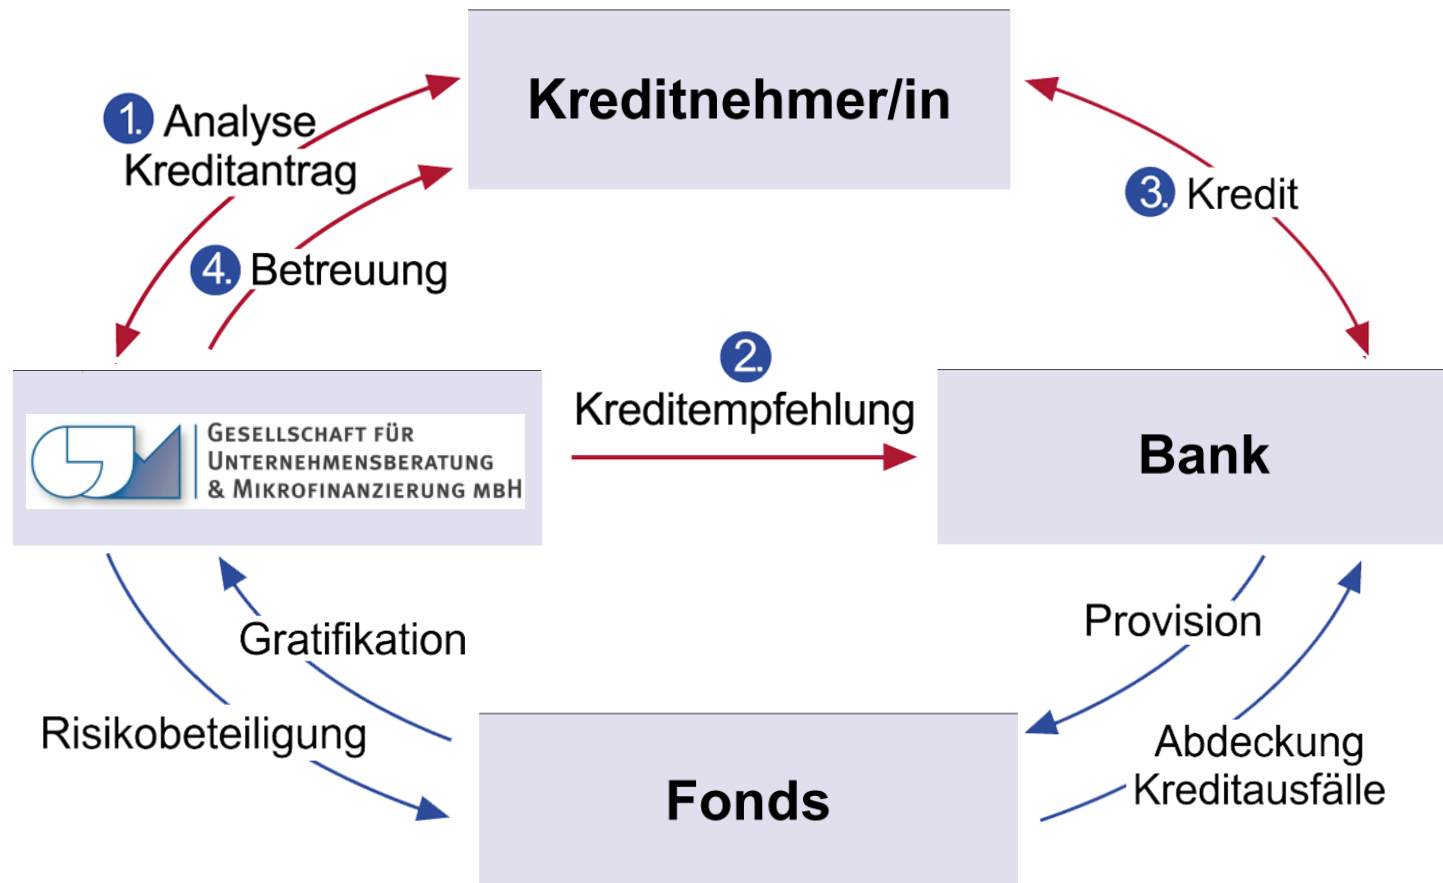 Kreditnehmer/in
1. Analyse
Kreditantrag
3. Kredit
4. Betreuung
2.
Kreditempfehlung
GESELLSCHAFT FÜR
UNTERNEHMENSBERATUNG
& MIKROFINANZIERUNG MBH
Bank
Gratifikation
Provision
Risikobeteiligung
Abdeckung
Kreditausfälle
Fonds